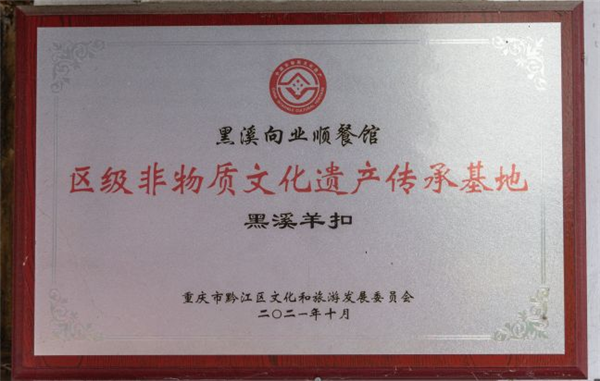 黑溪向业顺餐馆
区级非物质文化遗产传承基地
黑溪羊扣
重庆市黔江区文化和旅游发展委员会
二〇二一年十月